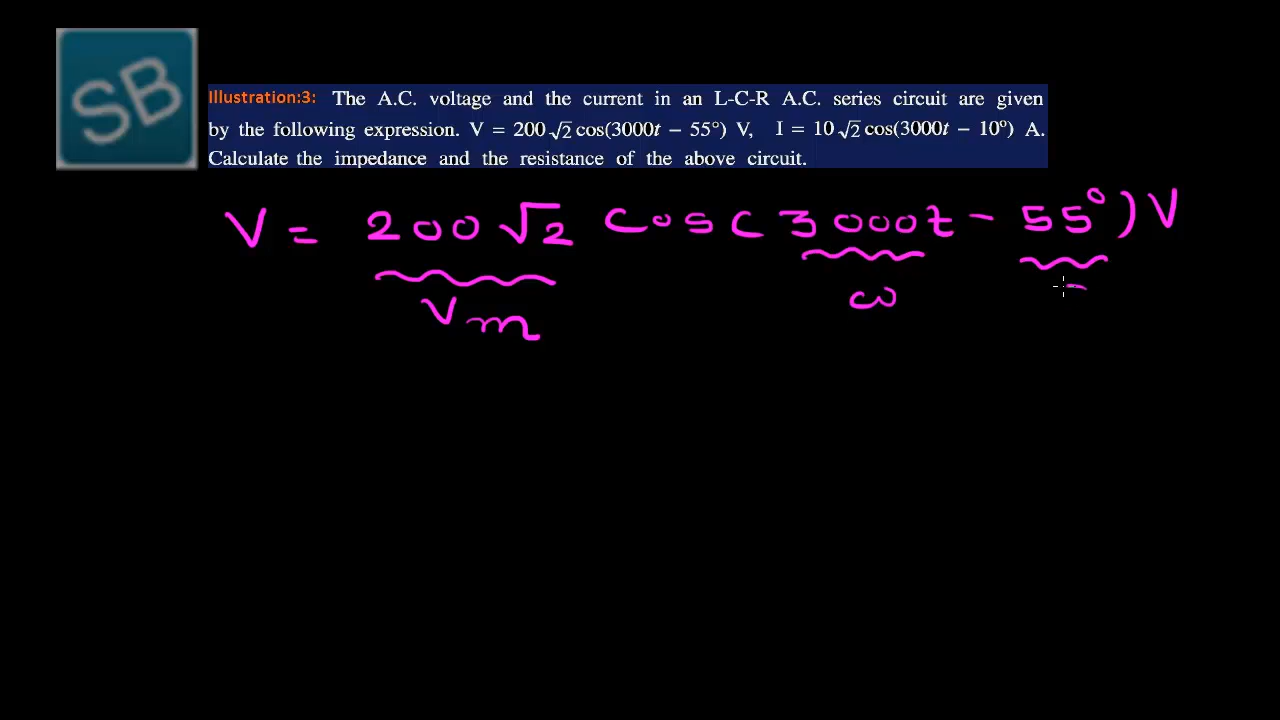 SB
Illustration:3: The A.C. voltage and the current in an L-C-R A.C. series circuit are given
by the following expression. V = 200√2 cos(3000t − 55°) V, I = 10√2 cos(3000t − 10°) A.
Calculate the impedance and the resistance of the above circuit.
V = 200√2 cos(3000t − 55°) V
Vm ω